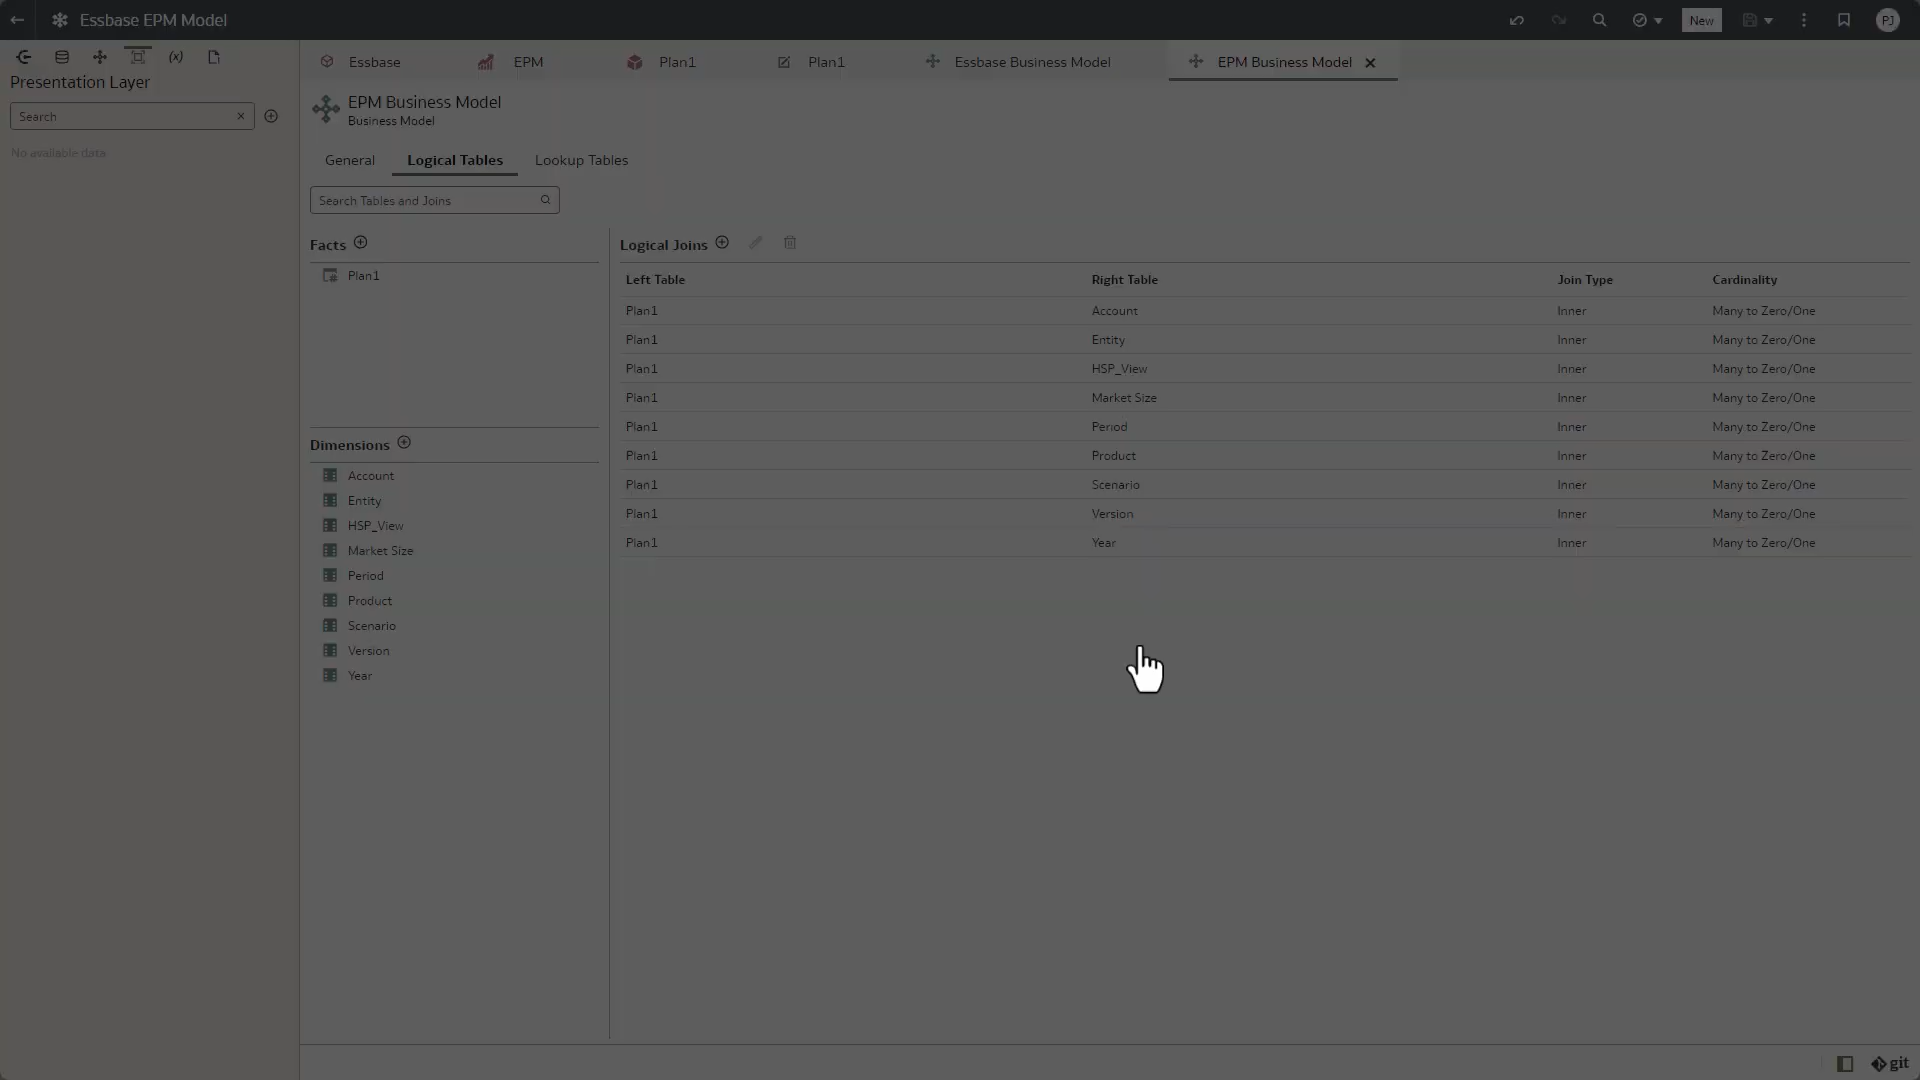 Essbase EPM Model
New
PJ
Presentation Layer
Search
No available data
Essbase
EPM
Plan1
Plan1
Essbase Business Model
EPM Business Model
EPM Business Model
Business Model
General
Logical Tables
Lookup Tables
Search Tables and Joins
Facts
Plan1
Dimensions
Account
Entity
HSP_View
Market Size
Period
Product
Scenario
Version
Year
Logical Joins
Left Table Right Table Join Type Cardinality
Plan1 Account Inner Many to Zero/One
Plan1 Entity Inner Many to Zero/One
Plan1 HSP_View Inner Many to Zero/One
Plan1 Market Size Inner Many to Zero/One
Plan1 Period Inner Many to Zero/One
Plan1 Product Inner Many to Zero/One
Plan1 Scenario Inner Many to Zero/One
Plan1 Version Inner Many to Zero/One
Plan1 Year Inner Many to Zero/One
git